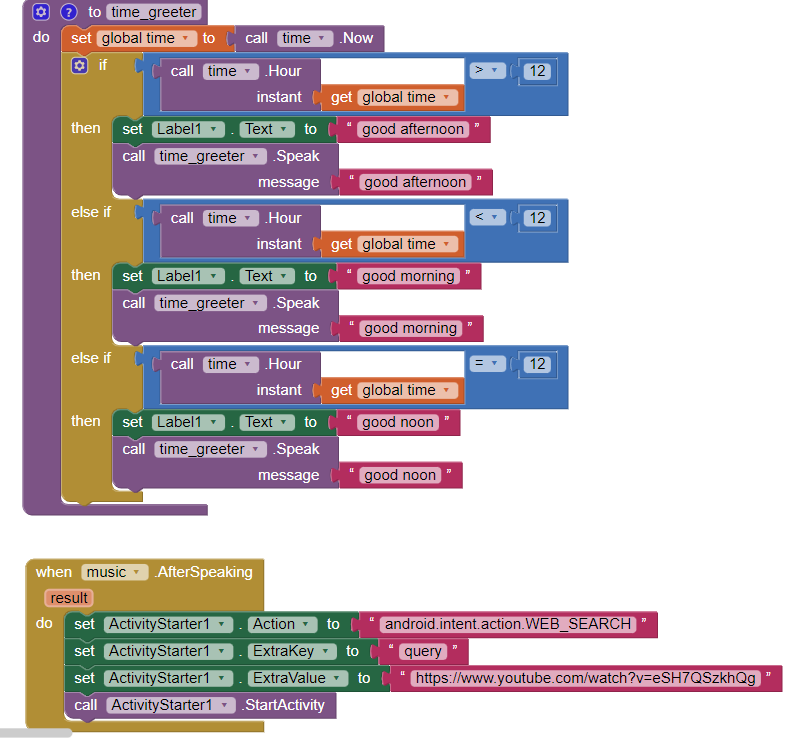 ? to time_greeter
do set global time to call time .Now
if call time .Hour > 12
instant get global time
then set Label1 . Text to “ good afternoon ”
call time_greeter .Speak
message “ good afternoon ”
else if call time .Hour < 12
instant get global time
then set Label1 . Text to “ good morning ”
call time_greeter .Speak
message “ good morning ”
else if call time .Hour = 12
instant get global time
then set Label1 . Text to “ good noon ”
call time_greeter .Speak
message “ good noon ”
when music .AfterSpeaking
result
do set ActivityStarter1 . Action to “ android.intent.action.WEB_SEARCH ”
set ActivityStarter1 . ExtraKey to “ query ”
set ActivityStarter1 . ExtraValue to “ https://www.youtube.com/watch?v=eSH7QSzkhQg ”
call ActivityStarter1 .StartActivity